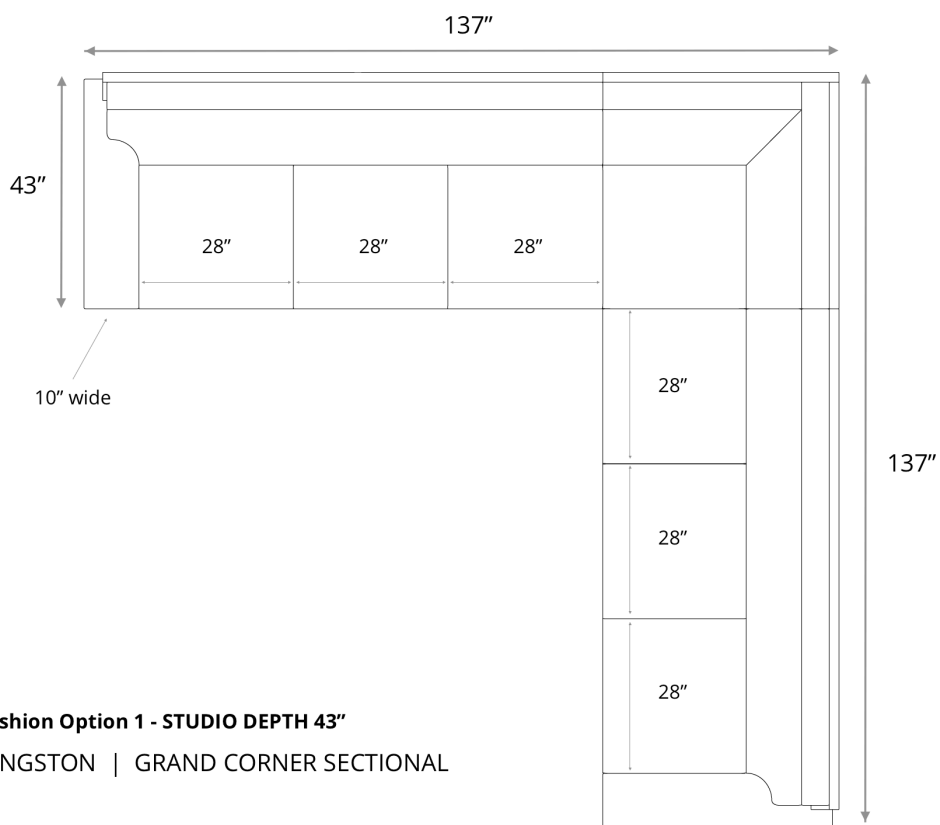 137”
43”
28” 28” 28”
10” wide
28”
137”
28”
28”
shion Option 1 - STUDIO DEPTH 43”
NGSTON | GRAND CORNER SECTIONAL